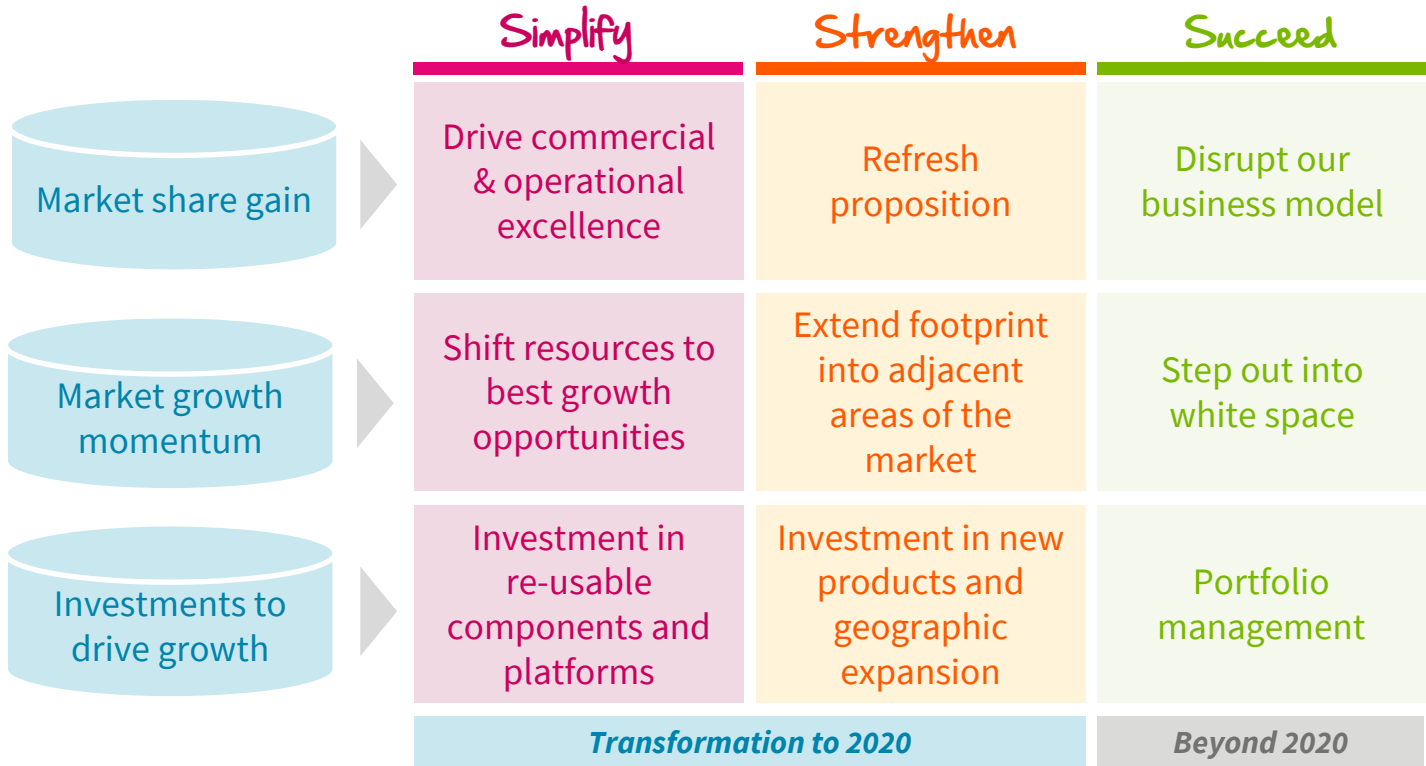 Simplify
Strengthen
Succeed
Market share gain
Drive commercial
& operational
excellence
Refresh
proposition
Disrupt our
business model
Market growth
momentum
Shift resources to
best growth
opportunities
Extend footprint
into adjacent
areas of the
market
Step out into
white space
Investments to
drive growth
Investment in
re-usable
components and
platforms
Investment in new
products and
geographic
expansion
Portfolio
management
Transformation to 2020
Beyond 2020